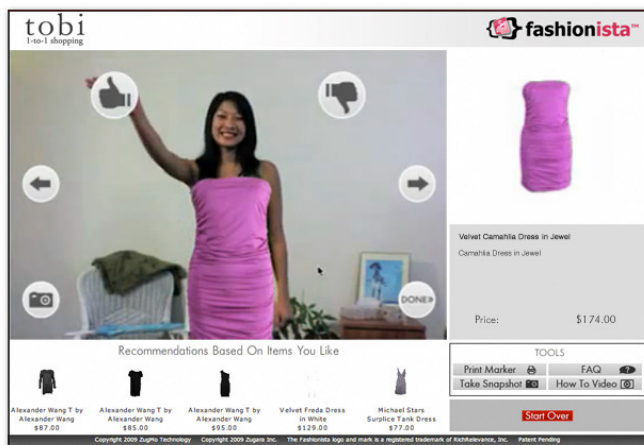 tobi
1-to-1 shopping
fashionista™
DONE»
Velvet Camahlia Dress in Jewel
Camahlia Dress in Jewel
Price: $174.00
Recommendations Based On Items You Like
Alexander Wang T by
Alexander Wang
$87.00
Alexander Wang T by
Alexander Wang
$85.00
Alexander Wang T by
Alexander Wang
$95.00
Velvet Freda Dress
in White
$129.00
Michael Stars
Surplice Tank Dress
$77.00
TOOLS
Print Marker
FAQ
Take Snapshot
How To Video
Start Over
Copyright 2009 ZugMo Technology Copyright 2009 Zugara Inc. The Fashionista logo and mark is a registered trademark of RichRelevance, Inc. Patent Pending